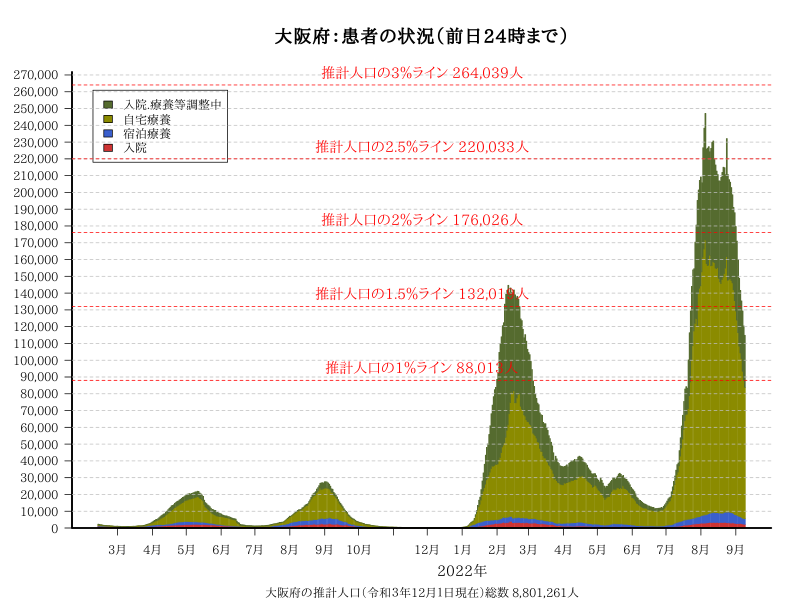 大阪府：患者の状況（前日24時まで）
推計人口の3%ライン 264,039人
推計人口の2.5%ライン 220,033人
推計人口の2%ライン 176,026人
推計人口の1.5%ライン 132,019人
推計人口の1%ライン 88,013人
270,000
260,000
250,000
240,000
230,000
220,000
210,000
200,000
190,000
180,000
170,000
160,000
150,000
140,000
130,000
120,000
110,000
100,000
90,000
80,000
70,000
60,000
50,000
40,000
30,000
20,000
10,000
0
入院,療養等調整中
自宅療養
宿泊療養
入院
3月 4月 5月 6月 7月 8月 9月 10月 12月 1月 2月 3月 4月 5月 6月 7月 8月 9月
2022年
大阪府の推計人口（令和3年12月1日現在）総数 8,801,261人